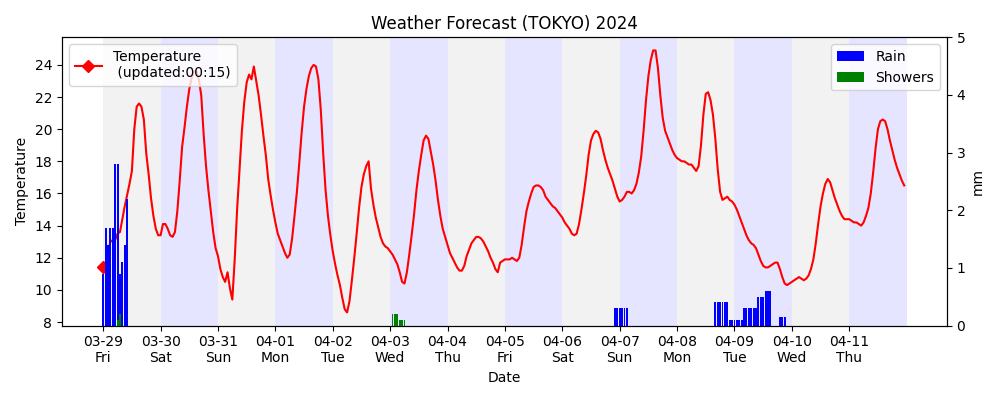 Weather Forecast (TOKYO) 2024
Temperature
(updated:00:15)
Rain
Showers
Temperature
24
22
20
18
16
14
12
10
8
5
4
3
2
1
0
mm
03-29 03-30 03-31 04-01 04-02 04-03 04-04 04-05 04-06 04-07 04-08 04-09 04-10 04-11
Fri Sat Sun Mon Tue Wed Thu Fri Sat Sun Mon Tue Wed Thu
Date